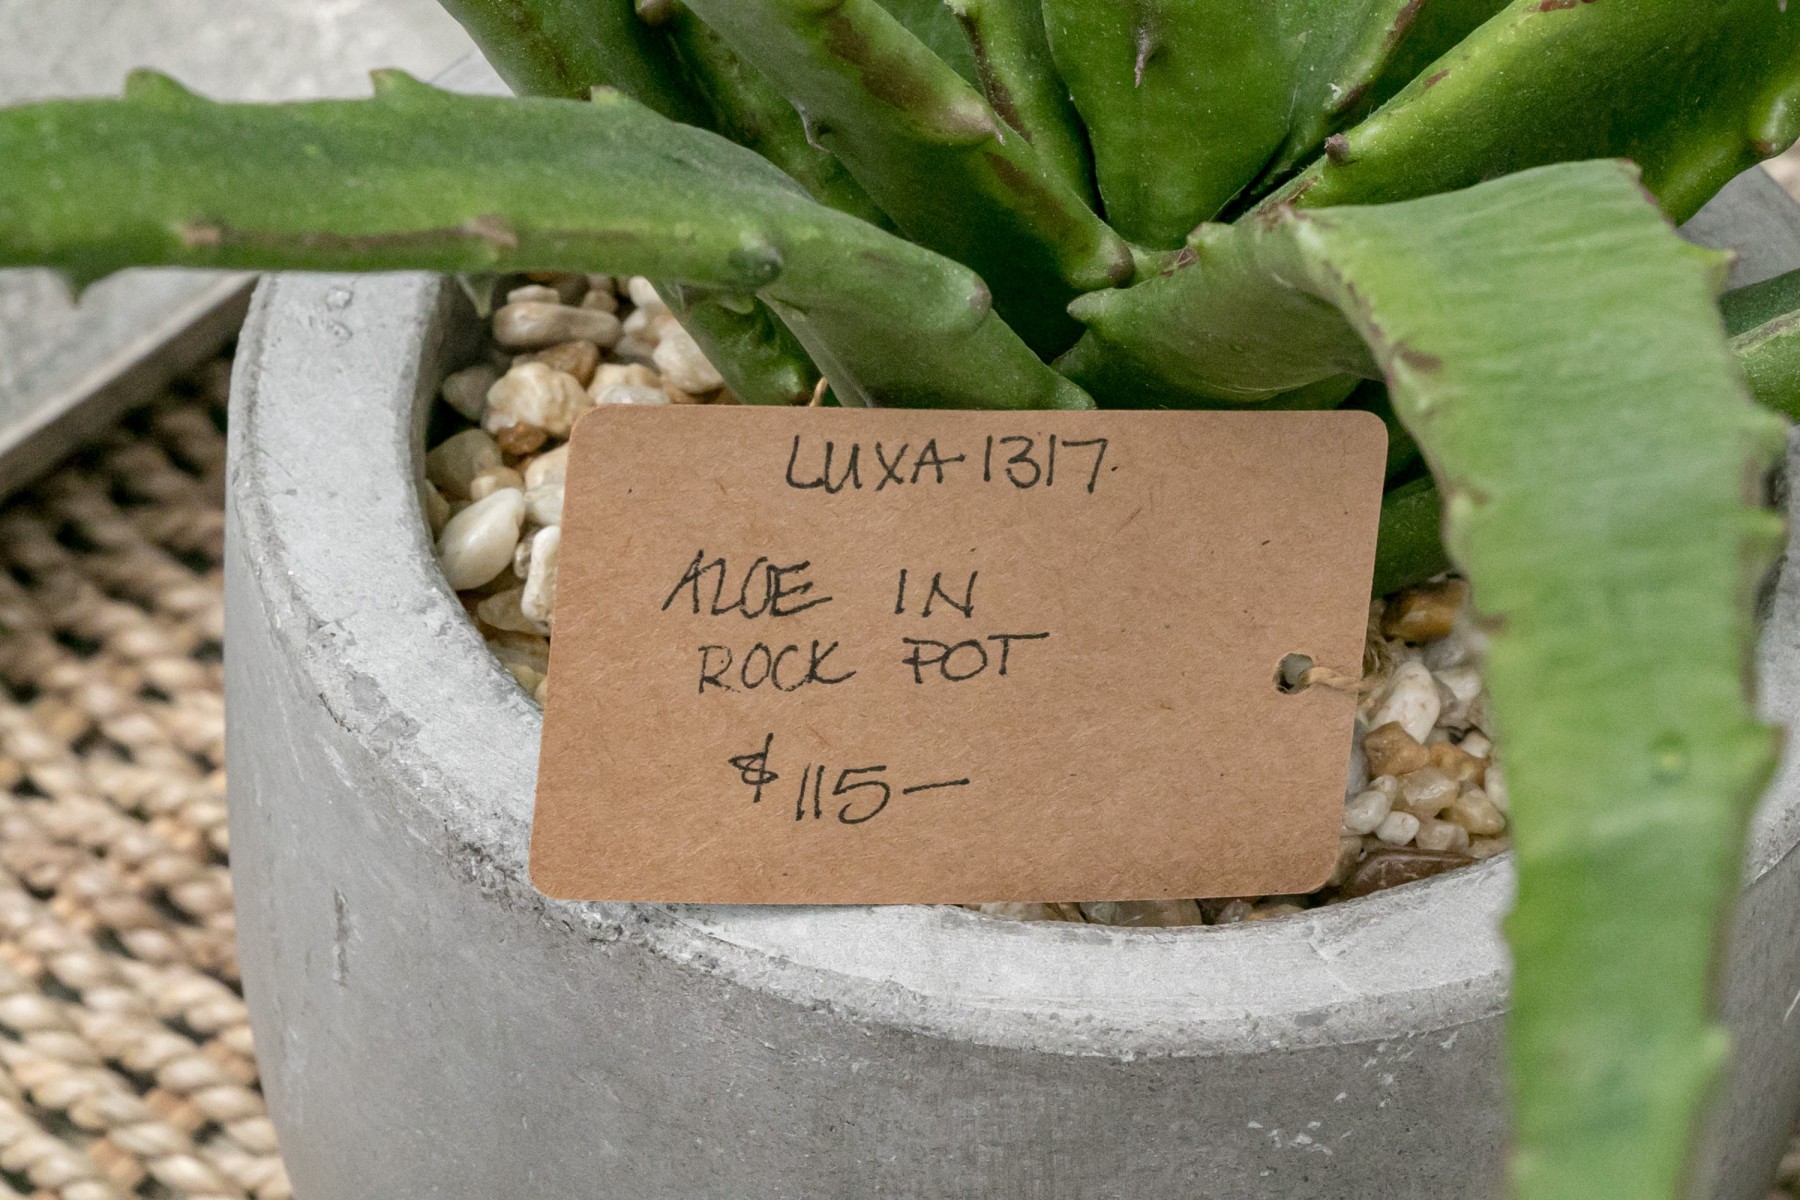 LUXA-1317.
ALOE IN
ROCK POT
$115—